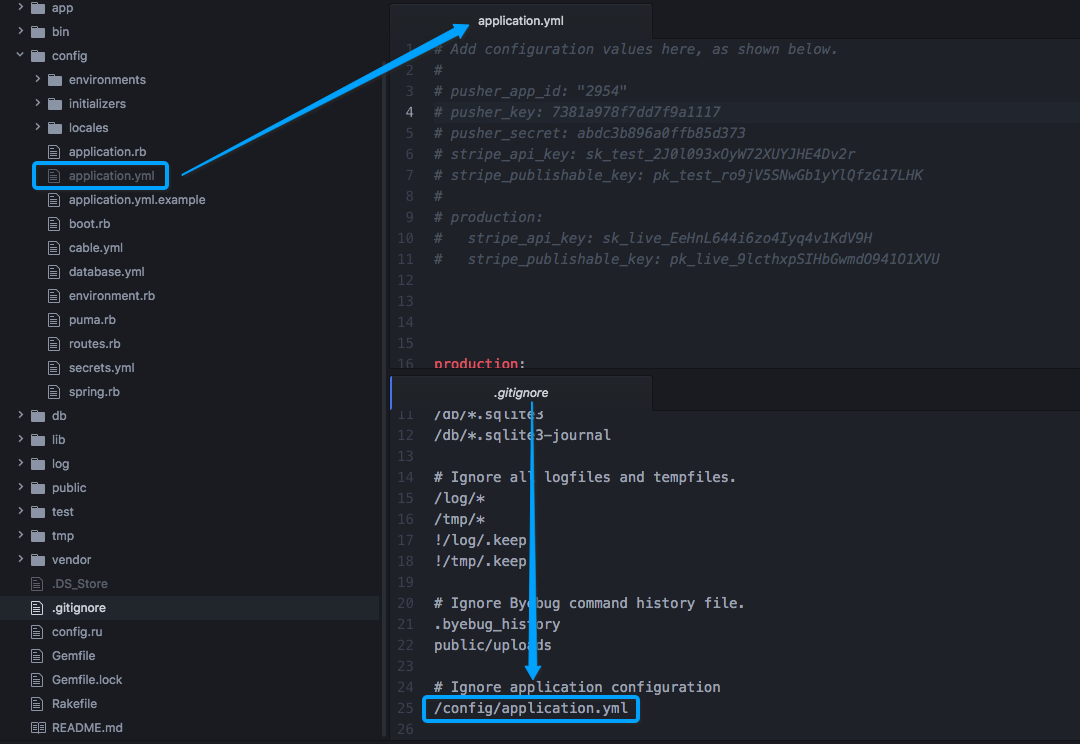 app
bin
config
environments
initializers
locales
application.rb
application.yml
application.yml.example
boot.rb
cable.yml
database.yml
environment.rb
puma.rb
routes.rb
secrets.yml
spring.rb
db
lib
log
public
test
tmp
vendor
.DS_Store
.gitignore
config.ru
Gemfile
Gemfile.lock
Rakefile
README.md
application.yml
1 # Add configuration values here, as shown below.
2 #
3 # pusher_app_id: "2954"
4 # pusher_key: 7381a978f7dd7f9a1117
5 # pusher_secret: abdc3b896a0ffb85d373
6 # stripe_api_key: sk_test_2J0l093xOyW72XUYJHE4Dv2r
7 # stripe_publishable_key: pk_test_ro9jV5SNwGb1yYlQfzG17LHK
8 #
9 # production:
10 #   stripe_api_key: sk_live_EeHnL644i6zo4Iyq4v1KdV9H
11 #   stripe_publishable_key: pk_live_9lcthxpSIHbGwmdO941O1XVU
12
13
14
15
16 production:
.gitignore
11 /db/*.sqlite3
12 /db/*.sqlite3-journal
13
14 # Ignore all logfiles and tempfiles.
15 /log/*
16 /tmp/*
17 !/log/.keep
18 !/tmp/.keep
19
20 # Ignore Byebug command history file.
21 .byebug_history
22 public/uploads
23
24 # Ignore application configuration
25 /config/application.yml
26